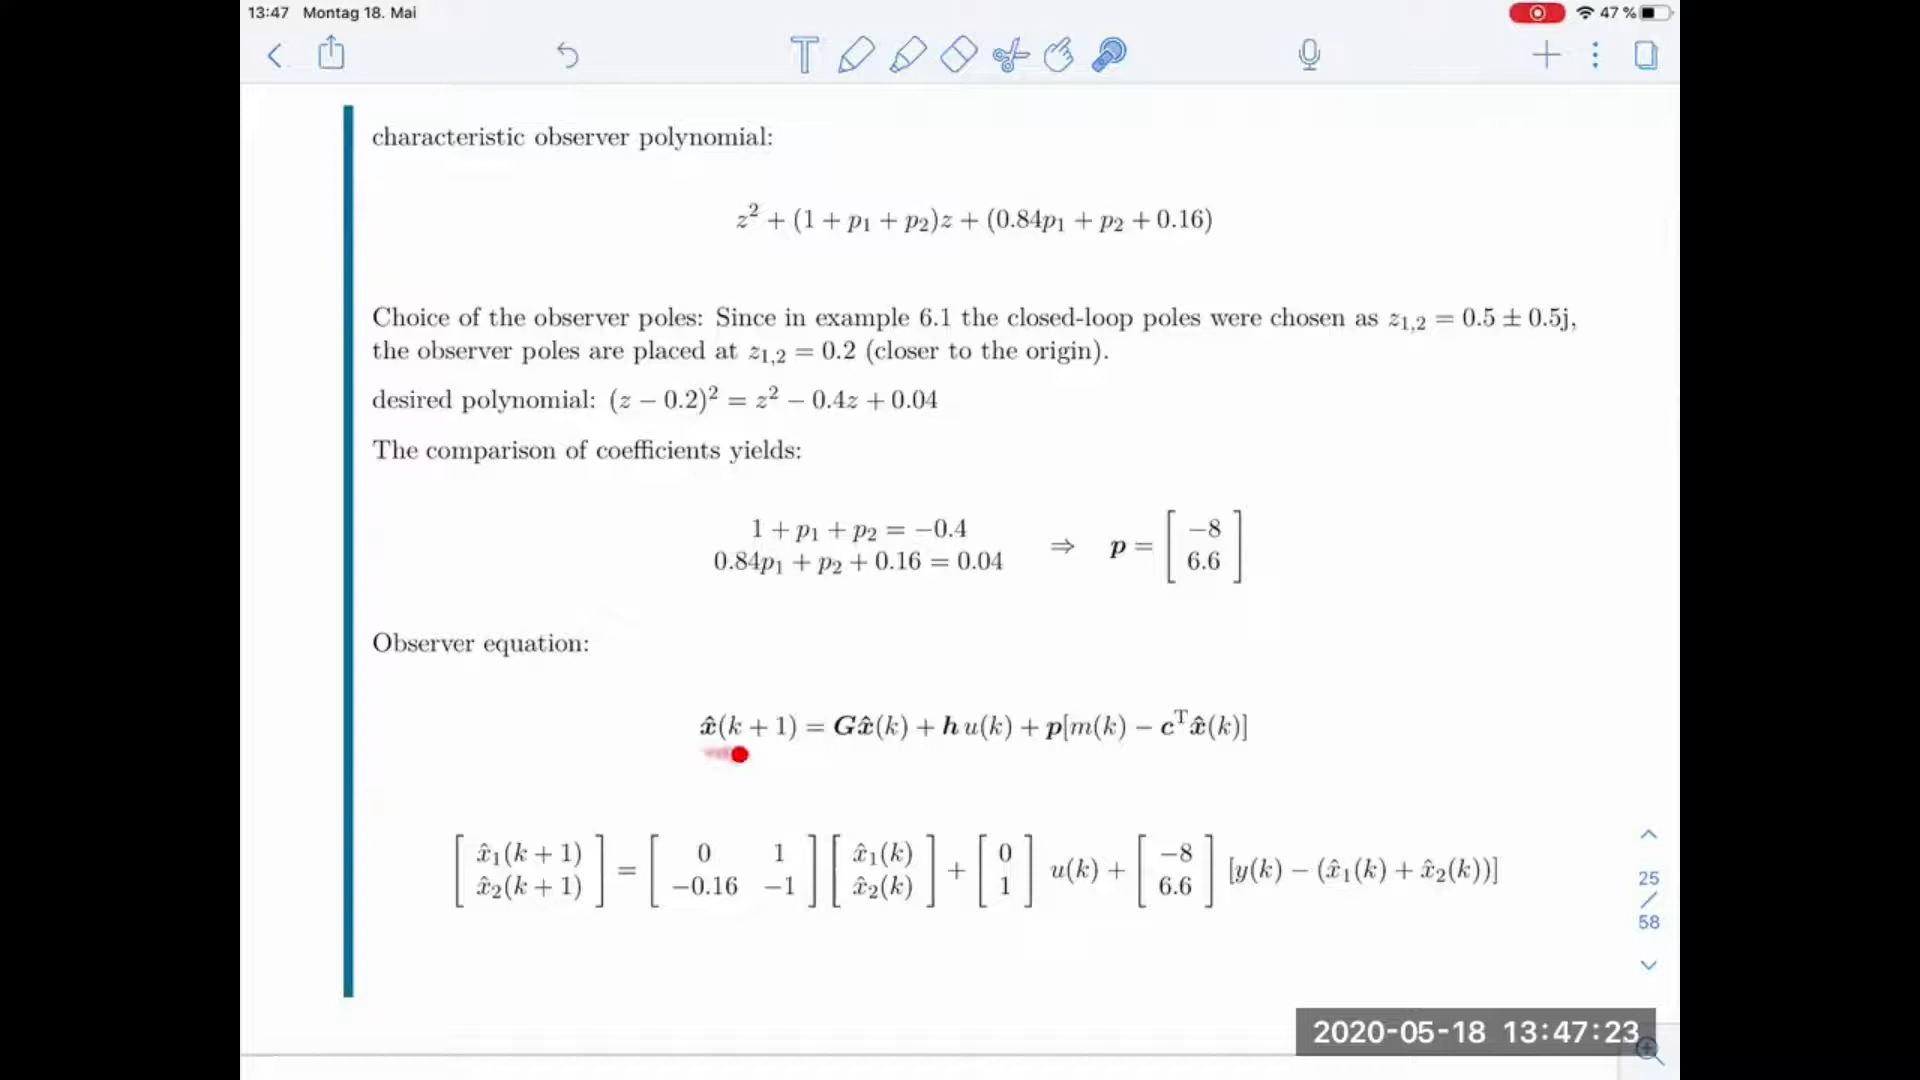 13:47 Montag 18. Mai
47 %
characteristic observer polynomial:
z² + (1 + p₁ + p₂)z + (0.84p₁ + p₂ + 0.16)
Choice of the observer poles: Since in example 6.1 the closed-loop poles were chosen as z₁,₂ = 0.5 ± 0.5j,
the observer poles are placed at z₁,₂ = 0.2 (closer to the origin).
desired polynomial: (z − 0.2)² = z² − 0.4z + 0.04
The comparison of coefficients yields:
1 + p₁ + p₂ = −0.4
0.84p₁ + p₂ + 0.16 = 0.04
⇒ p = [ −8
6.6 ]
Observer equation:
x̂(k + 1) = Gx̂(k) + h u(k) + p[m(k) − cᵀx̂(k)]
[ x̂₁(k + 1)
x̂₂(k + 1) ] = [ 0 1
−0.16 −1 ] [ x̂₁(k)
x̂₂(k) ] + [ 0
1 ] u(k) + [ −8
6.6 ] [y(k) − (x̂₁(k) + x̂₂(k))]
25
/
58
2020-05-18 13:47:23